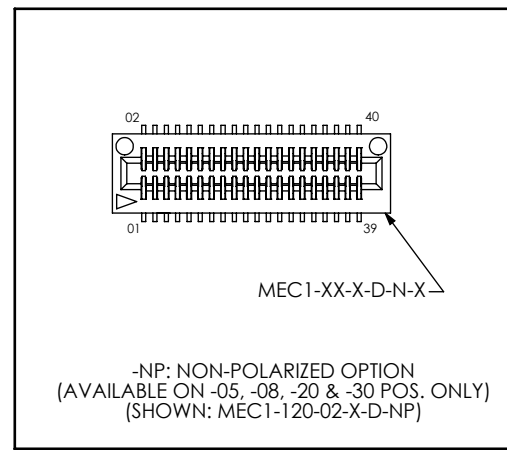 02 40
01 39
MEC1-XX-X-D-N-X
-NP: NON-POLARIZED OPTION
(AVAILABLE ON -05, -08, -20 & -30 POS. ONLY)
(SHOWN: MEC1-120-02-X-D-NP)